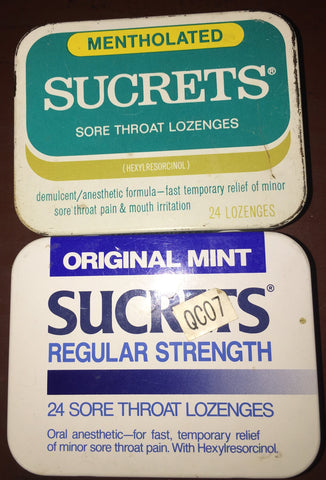 MENTHOLATED
SUCRETS®
SORE THROAT LOZENGES
(HEXYLRESORCINOL)
demulcent/anesthetic formula—fast temporary relief of minor
sore throat pain & mouth irritation
24 LOZENGES
ORIGINAL MINT
SUCRETS®
QC07
REGULAR STRENGTH
24 SORE THROAT LOZENGES
Oral anesthetic—for fast, temporary relief
of minor sore throat pain. With Hexylresorcinol.